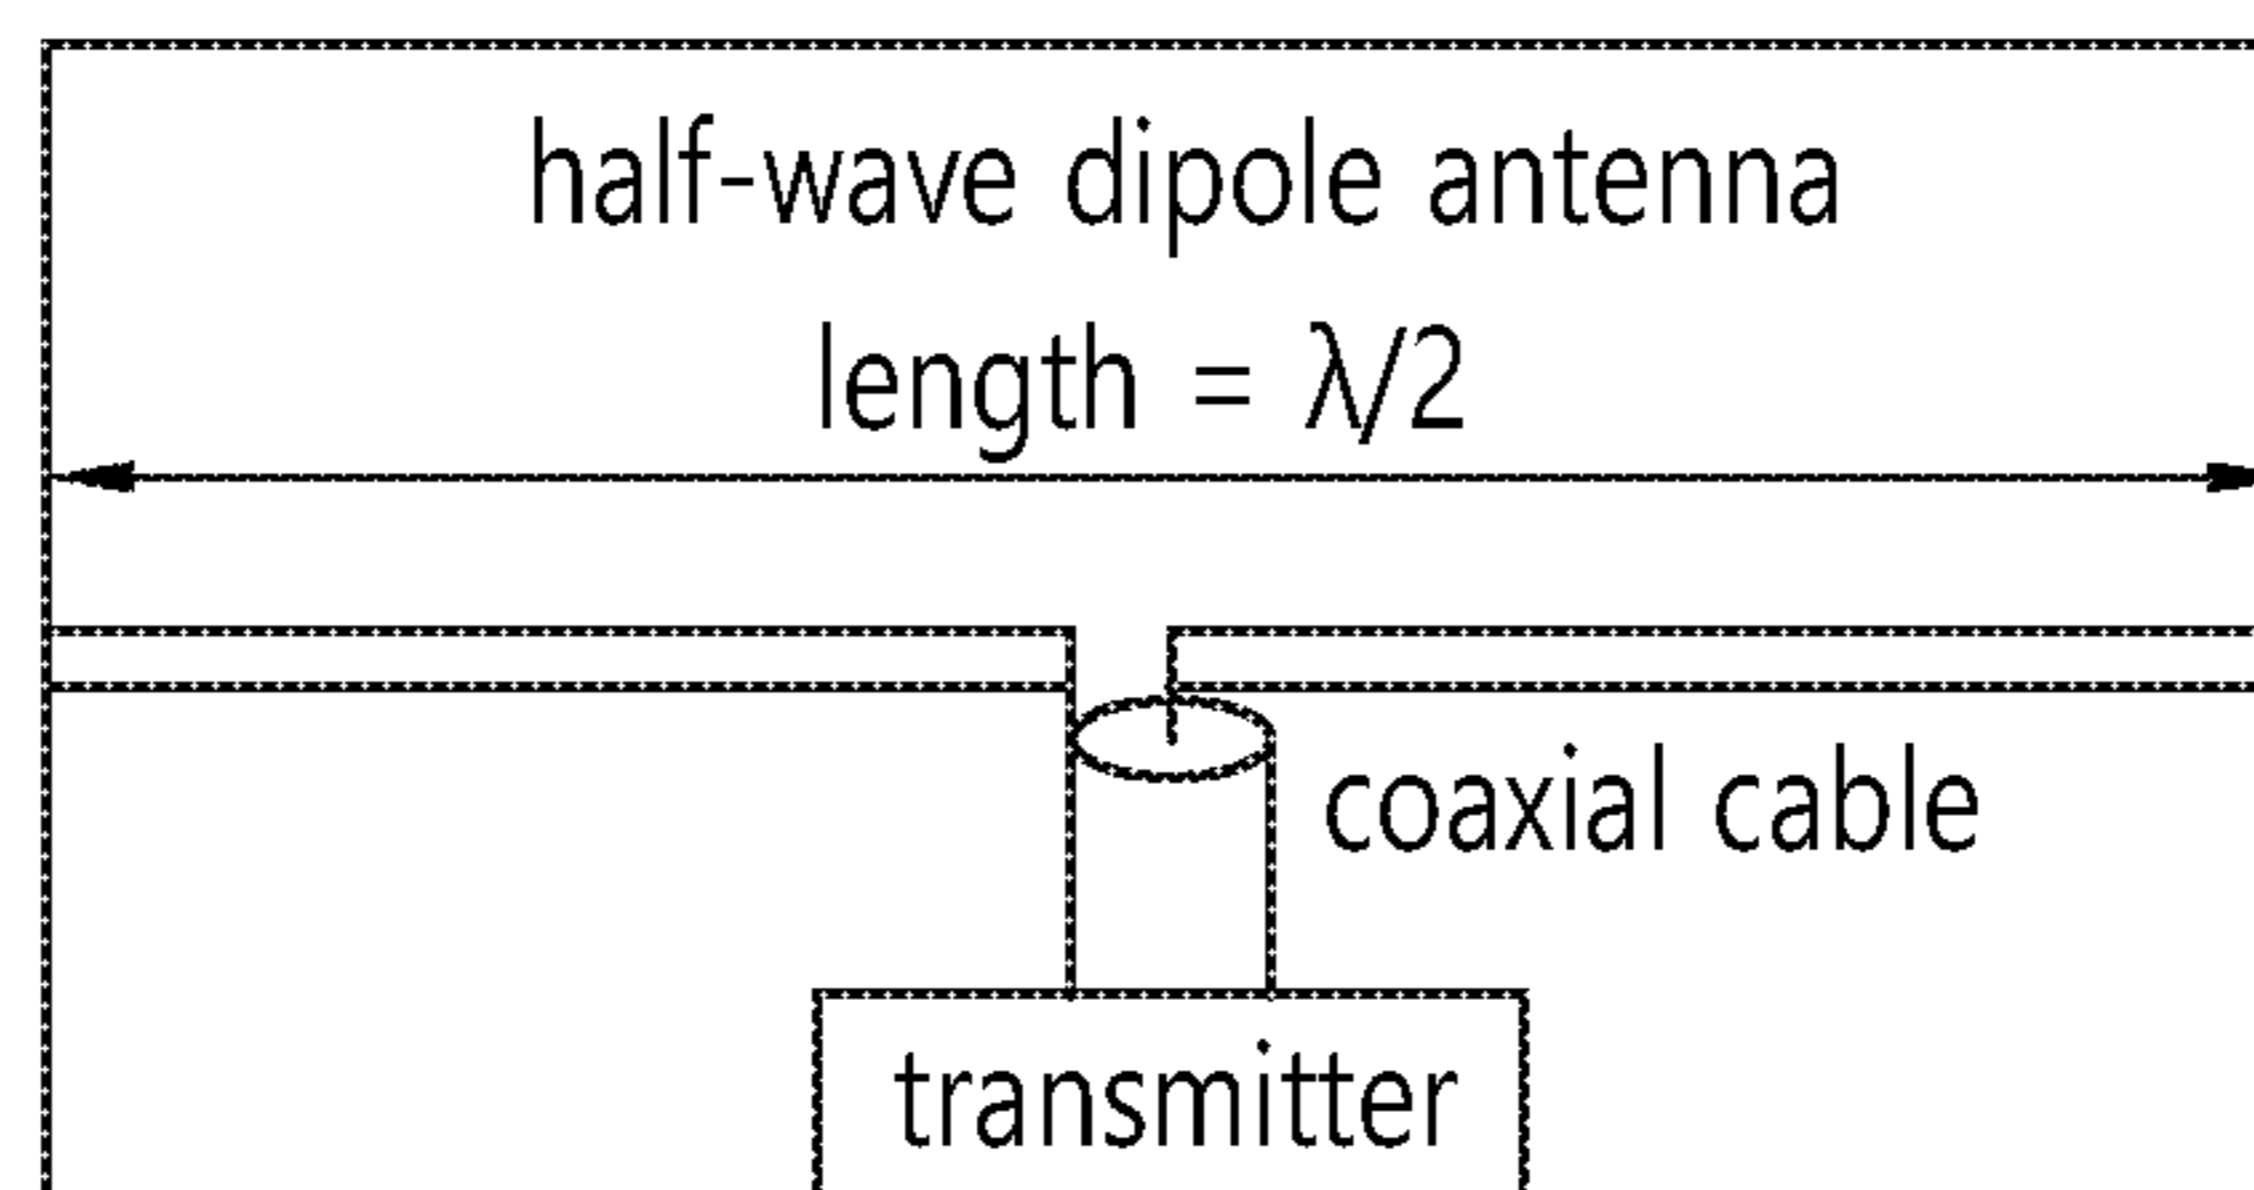 half-wave dipole antenna
length = λ/2
coaxial cable
transmitter